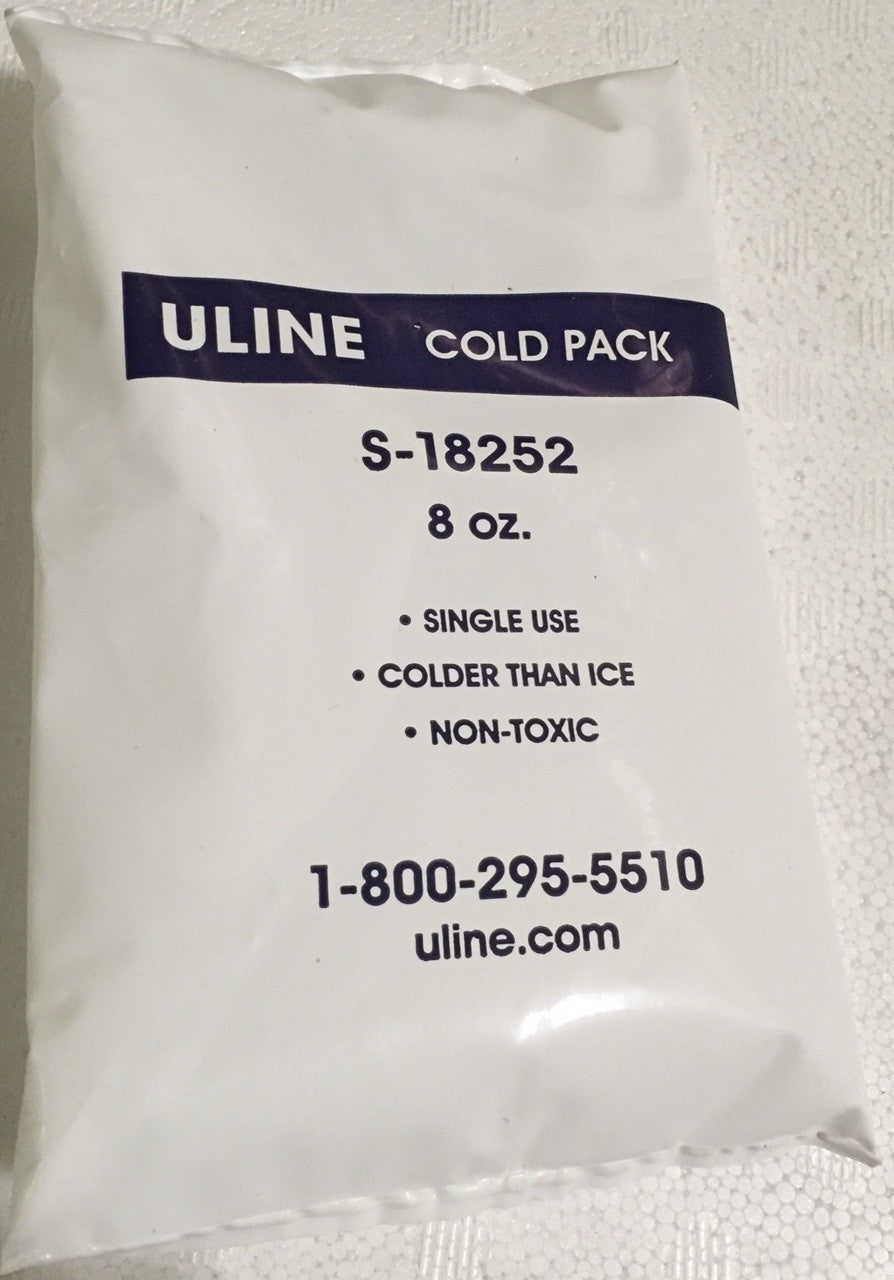 ULINE COLD PACK
S-18252
8 oz.
• SINGLE USE
• COLDER THAN ICE
• NON-TOXIC
1-800-295-5510
uline.com